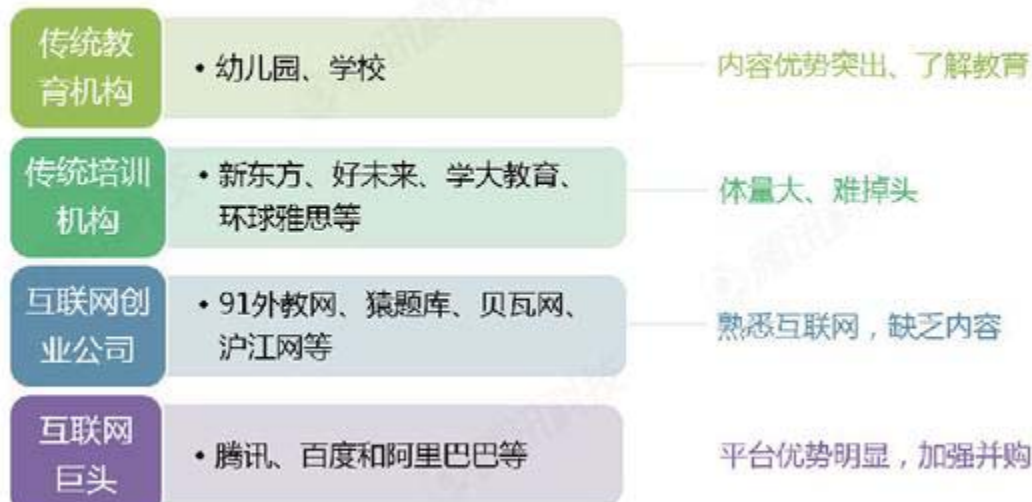 传统教
育机构
• 幼儿园、学校
内容优势突出、了解教育
传统培训
机构
• 新东方、好未来、学大教育、
环球雅思等
体量大、难掉头
互联网创
业公司
• 91外教网、猿题库、贝瓦网、
沪江网等
熟悉互联网，缺乏内容
互联网
巨头
• 腾讯、百度和阿里巴巴等
平台优势明显，加强并购